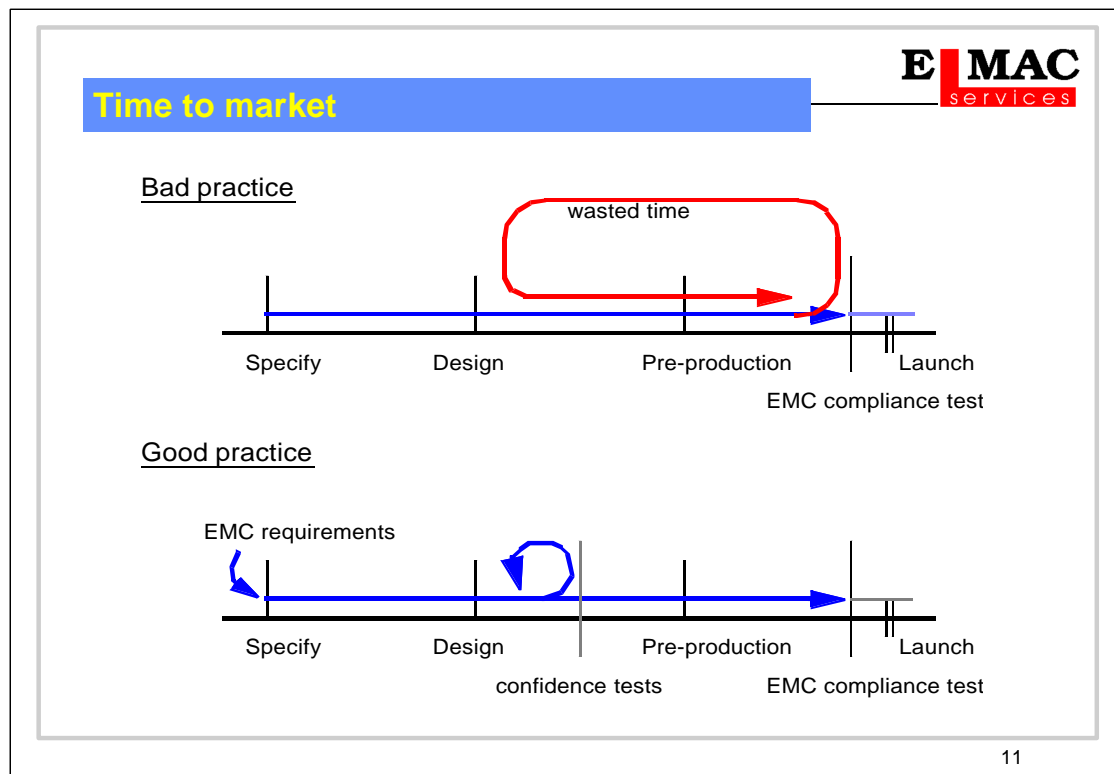 E MAC
services
Time to market
Bad practice
wasted time
Specify Design Pre-production Launch
EMC compliance test
Good practice
EMC requirements
Specify Design Pre-production Launch
confidence tests EMC compliance test
11